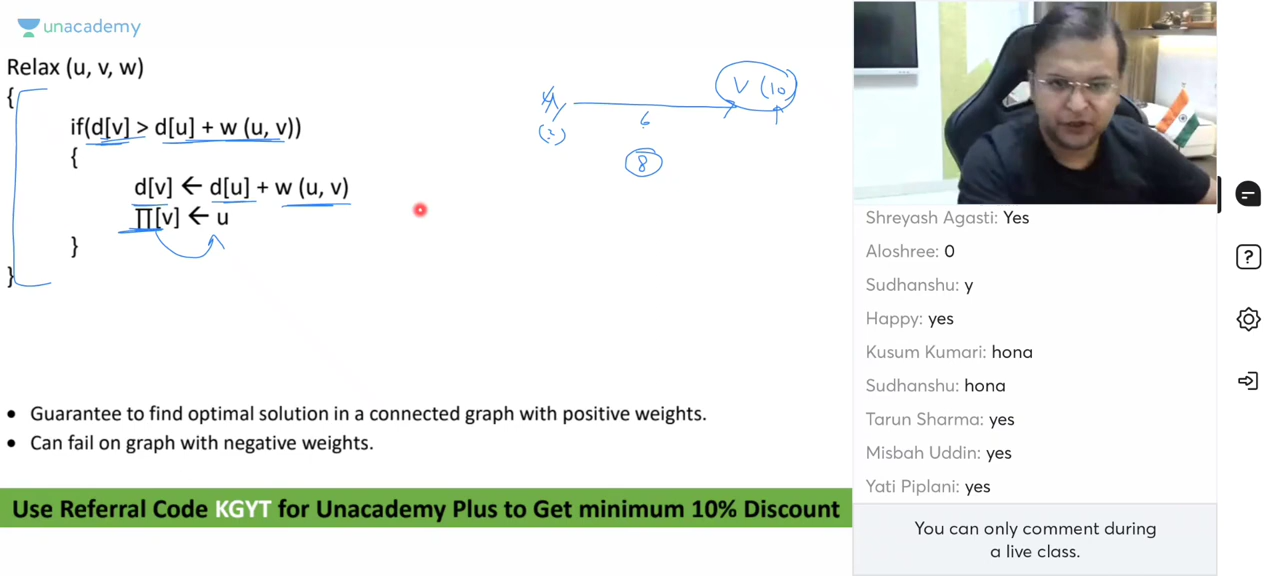 unacademy
Relax (u, v, w)
{
if(d[v] > d[u] + w (u, v))
{
d[v] ← d[u] + w (u, v)
∏[v] ← u
}
}
V (10)
6
8
• Guarantee to find optimal solution in a connected graph with positive weights.
• Can fail on graph with negative weights.
Use Referral Code KGYT for Unacademy Plus to Get minimum 10% Discount
Shreyash Agasti: Yes
Aloshree: 0
Sudhanshu: y
Happy: yes
Kusum Kumari: hona
Sudhanshu: hona
Tarun Sharma: yes
Misbah Uddin: yes
Yati Piplani: yes
You can only comment during
a live class.
?